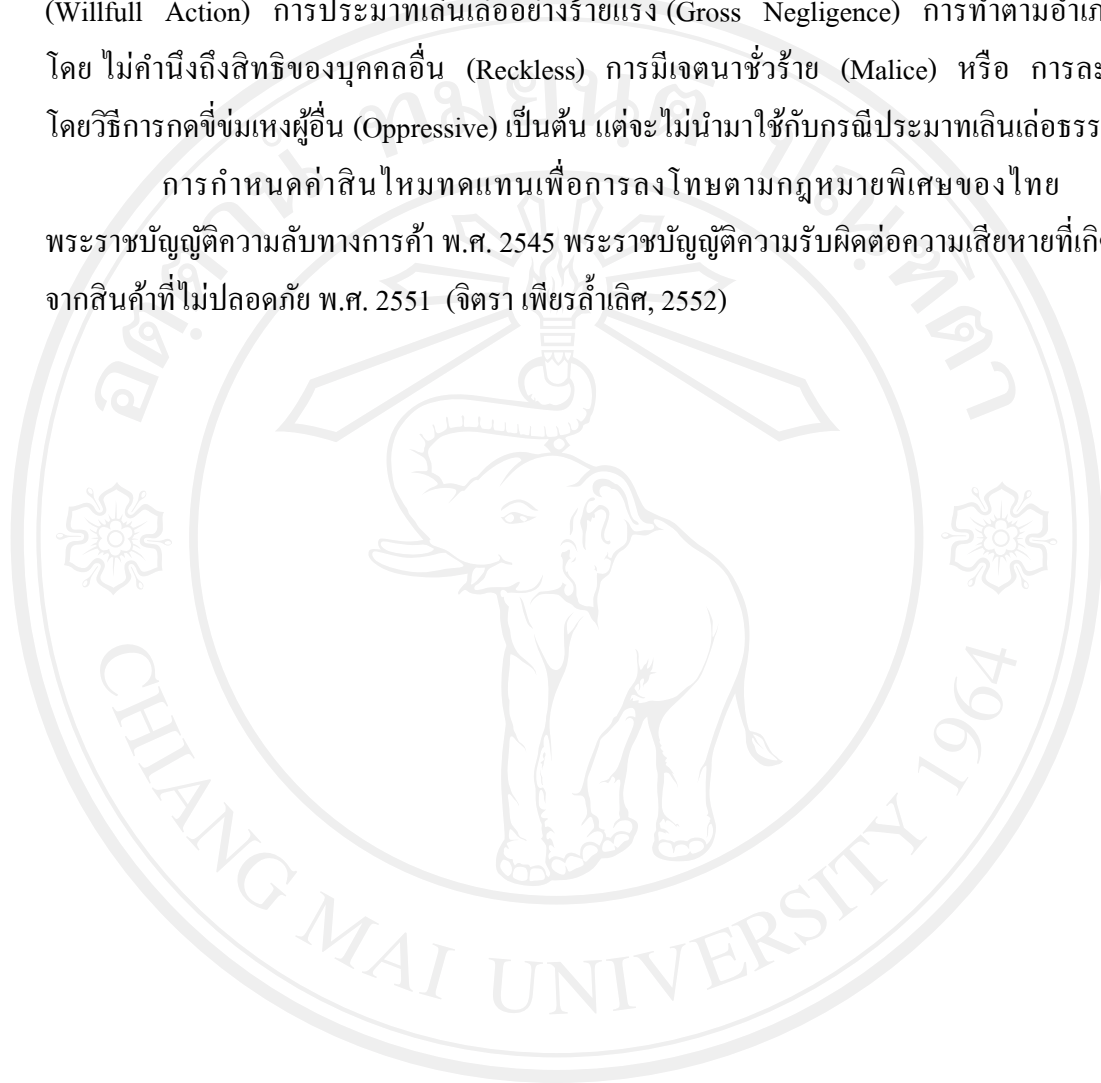 (Willfull Action) การประมาทเลินเล่ออย่างร้ายแรง (Gross Negligence) การทำตามอำเภ
โดย ไม่คำนึงถึงสิทธิของบุคคลอื่น (Reckless) การมีเจตนาชั่วร้าย (Malice) หรือ การละ
โดยวิธีการกดขี่ข่มเหงผู้อื่น (Oppressive) เป็นต้น แต่จะไม่นำมาใช้กับกรณีประมาทเลินเล่อธรร
การกำหนดค่าสินไหมทดแทนเพื่อการลงโทษตามกฎหมายพิเศษของไทย
พระราชบัญญัติความลับทางการค้า พ.ศ. 2545 พระราชบัญญัติความรับผิดต่อความเสียหายที่เกิ
จากสินค้าที่ไม่ปลอดภัย พ.ศ. 2551 (จิตรา เพียรล้ำเลิศ, 2552)
อตฺตานํ ทมยนฺติ ปณฺฑิตา
CHIANG MAI UNIVERSITY 1964